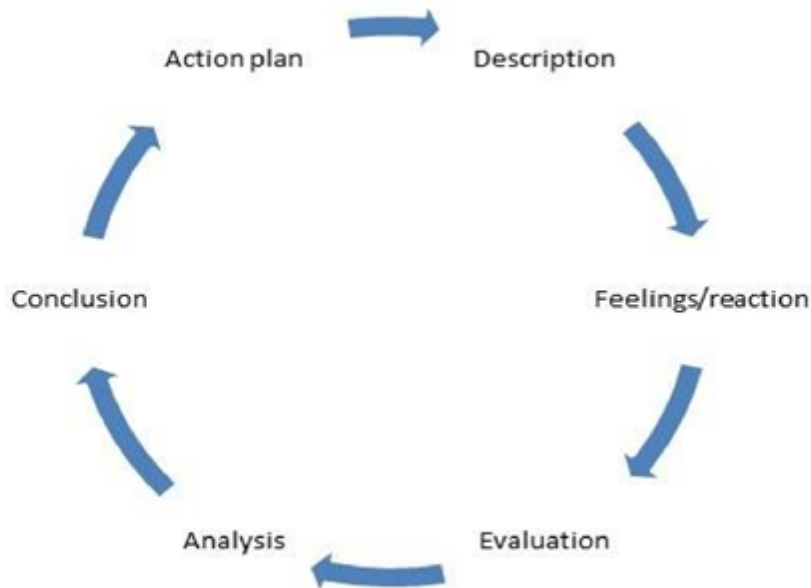 Action plan
Description
Feelings/reaction
Evaluation
Analysis
Conclusion